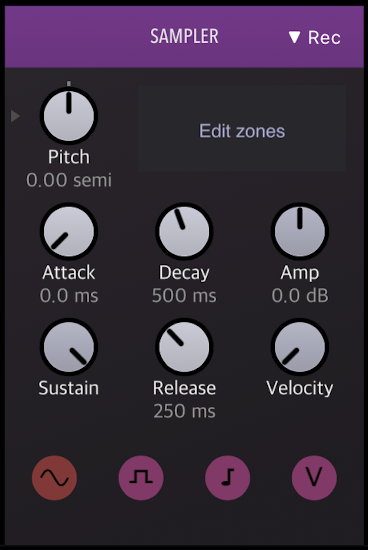 SAMPLER
▼ Rec
Pitch
0.00 semi
Edit zones
Attack
0.0 ms
Decay
500 ms
Amp
0.0 dB
Sustain
Release
250 ms
Velocity
V